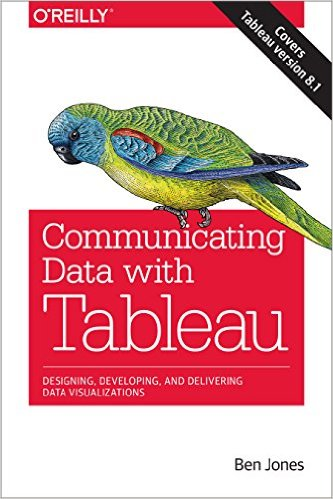 O'REILLY®
Covers
Tableau version 8.1
Communicating
Data with
Tableau
DESIGNING, DEVELOPING, AND DELIVERING
DATA VISUALIZATIONS
Ben Jones